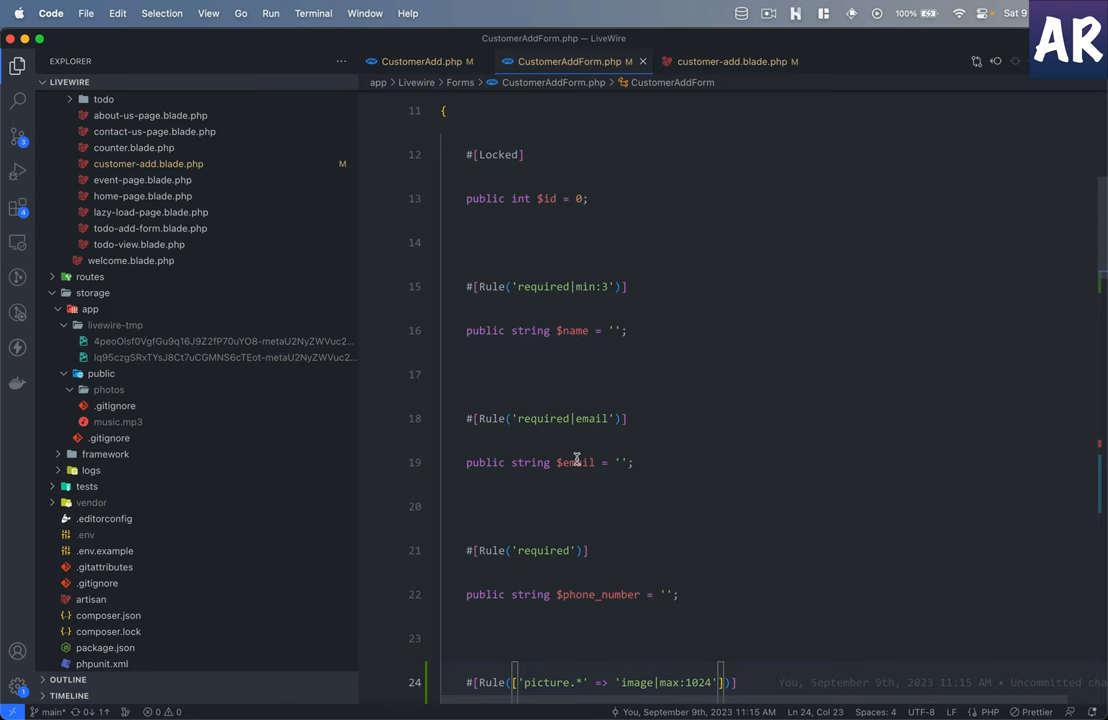 Code File Edit Selection View Go Run Terminal Window Help 100% Sat 9
AR
CustomerAddForm.php — LiveWire
EXPLORER
CustomerAdd.php M CustomerAddForm.php M customer-add.blade.php M
LIVEWIRE
app > Livewire > Forms > CustomerAddForm.php > CustomerAddForm
todo
about-us-page.blade.php
contact-us-page.blade.php
counter.blade.php
customer-add.blade.php M
event-page.blade.php
home-page.blade.php
lazy-load-page.blade.php
todo-add-form.blade.php
todo-view.blade.php
welcome.blade.php
routes
storage
app
livewire-tmp
4peoOlsf0VgfGu9q16J9Z2fP70uYO8-metaU2NyZWVuc2...
lq95czgSRxTYsJ8Ct7uCGMNS6cTEot-metaU2NyZWVuc2...
public
photos
.gitignore
music.mp3
.gitignore
framework
logs
tests
vendor
.editorconfig
.env
.env.example
.gitattributes
.gitignore
artisan
composer.json
composer.lock
package.json
phpunit.xml
OUTLINE
TIMELINE
11 {
12 #[Locked]
13 public int $id = 0;
14
15 #[Rule('required|min:3')]
16 public string $name = '';
17
18 #[Rule('required|email')]
19 public string $email = '';
20
21 #[Rule('required')]
22 public string $phone_number = '';
23
24 #[Rule(['picture.*' => 'image|max:1024'])] You, September 9th, 2023 11:15 AM • Uncommitted cha
3
4
1
main* 0↓ 1↑ 0 0 You, September 9th, 2023 11:15 AM Ln 24, Col 23 Spaces: 4 UTF-8 LF PHP Prettier